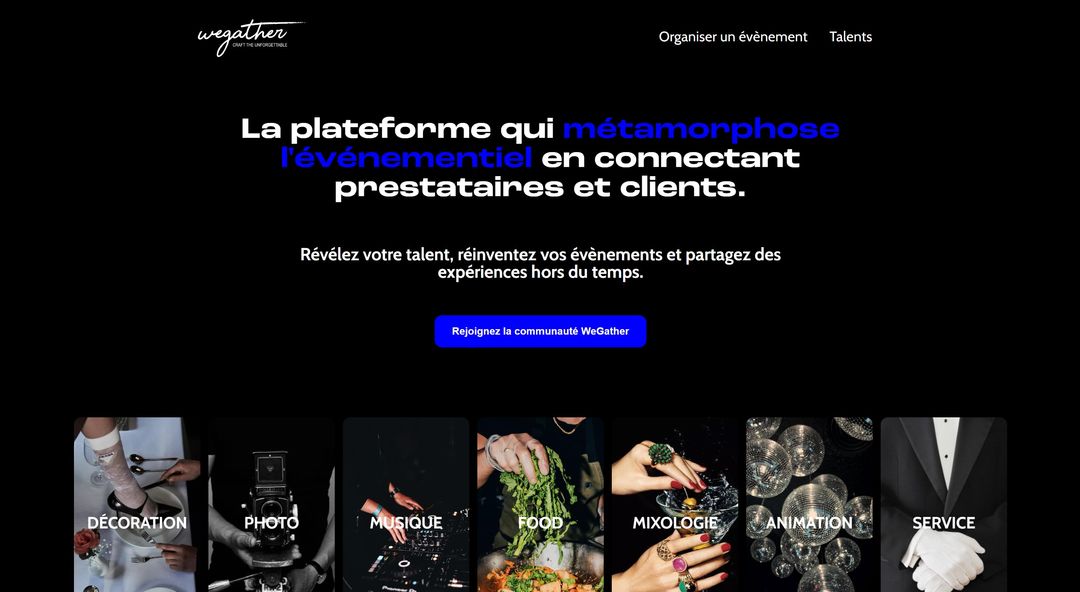 wegather
CRAFT THE UNFORGETTABLE
Organiser un évènement
Talents
La plateforme qui métamorphose
l'événementiel en connectant
prestataires et clients.
Révélez votre talent, réinventez vos évènements et partagez des
expériences hors du temps.
Rejoignez la communauté WeGather
DÉCORATION
PHOTO
MUSIQUE
FOOD
MIXOLOGIE
ANIMATION
SERVICE